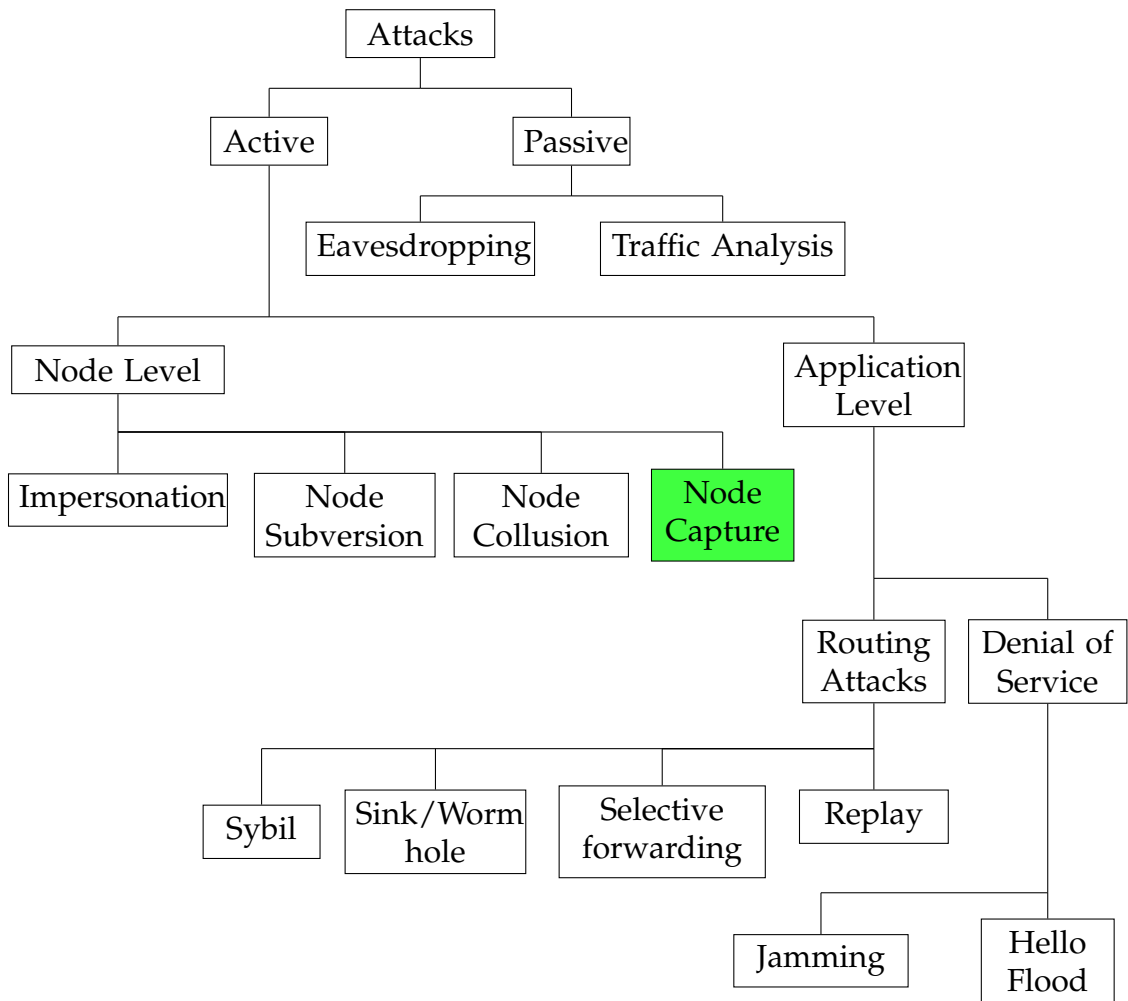 Attacks
Active
Passive
Eavesdropping
Traffic Analysis
Node Level
Application
Level
Impersonation
Node
Subversion
Node
Collusion
Node
Capture
Routing
Attacks
Denial of
Service
Sybil
Sink/Worm
hole
Selective
forwarding
Replay
Jamming
Hello
Flood